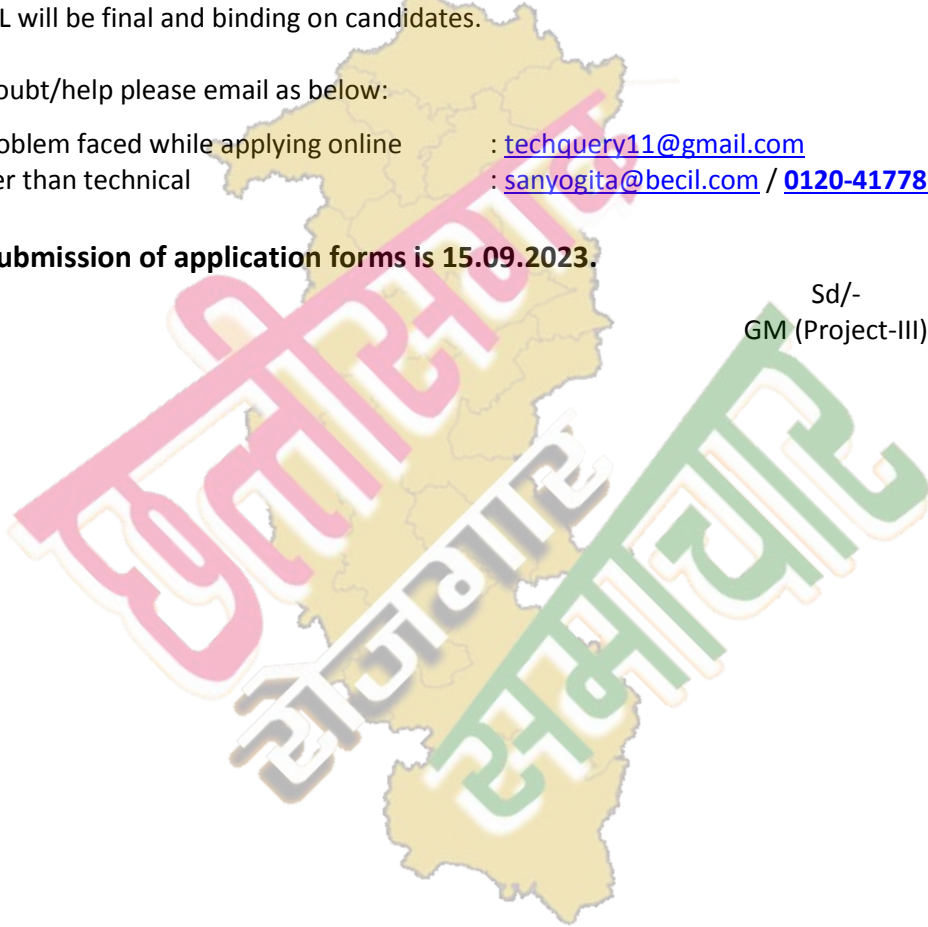 L will be final and binding on candidates.
oubt/help please email as below:
oblem faced while applying online : techquery11@gmail.com
er than technical : sanyogita@becil.com / 0120-41778
ubmission of application forms is 15.09.2023.
Sd/-
GM (Project-III)
छत्तीसगढ़
रोजगार
समाचार